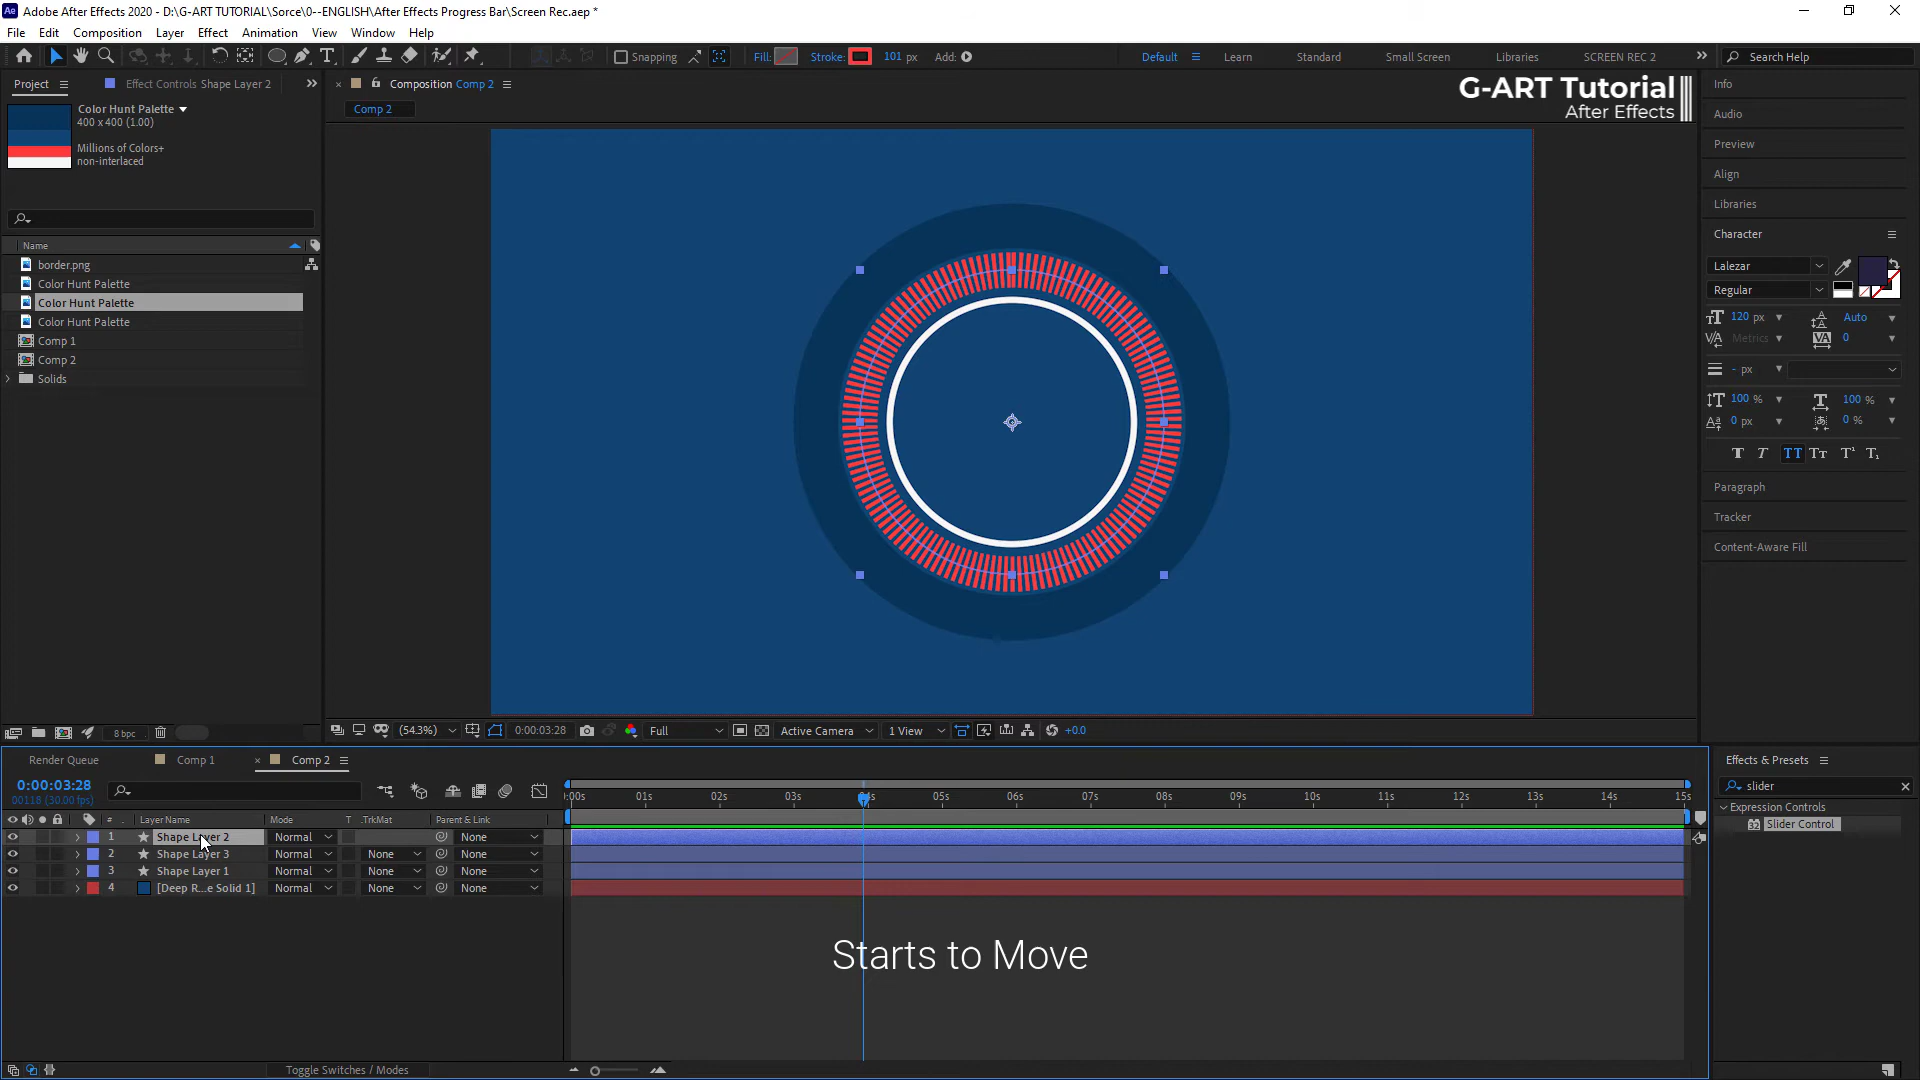 Adobe After Effects 2020 - D:\G-ART TUTORIAL\Sorce\0--ENGLISH\After Effects Progress Bar\Screen Rec.aep *
File Edit Composition Layer Effect Animation View Window Help
Snapping Fill: Stroke: 101 px Add: Default Learn Standard Small Screen Libraries SCREEN REC 2 Search Help
Project Effect Controls Shape Layer 2 Composition Comp 2 Info
G-ART Tutorial
After Effects
Comp 2
Color Hunt Palette
400 x 400 (1.00)
Millions of Colors+
non-interlaced
Name
border.png
Color Hunt Palette
Color Hunt Palette
Color Hunt Palette
Comp 1
Comp 2
Solids
Audio
Preview
Align
Libraries
Character
Lalezar
Regular
120 px Auto
Metrics 0
- px
100 % 100 %
0 px 0 %
Paragraph
Tracker
Content-Aware Fill
8 bpc (54.3%) 0:00:03:28 Full Active Camera 1 View +0.0
Render Queue Comp 1 Comp 2
0:00:03:28
00118 (30.00 fps)
:00s 01s 02s 03s 04s 05s 06s 07s 08s 09s 10s 11s 12s 13s 14s 15s
# Layer Name Mode T .TrkMat Parent & Link
1 Shape Layer 2 Normal None
2 Shape Layer 3 Normal None None
3 Shape Layer 1 Normal None None
4 [Deep R...e Solid 1] Normal None None
Starts to Move
Toggle Switches / Modes
Effects & Presets
slider
Expression Controls
Slider Control